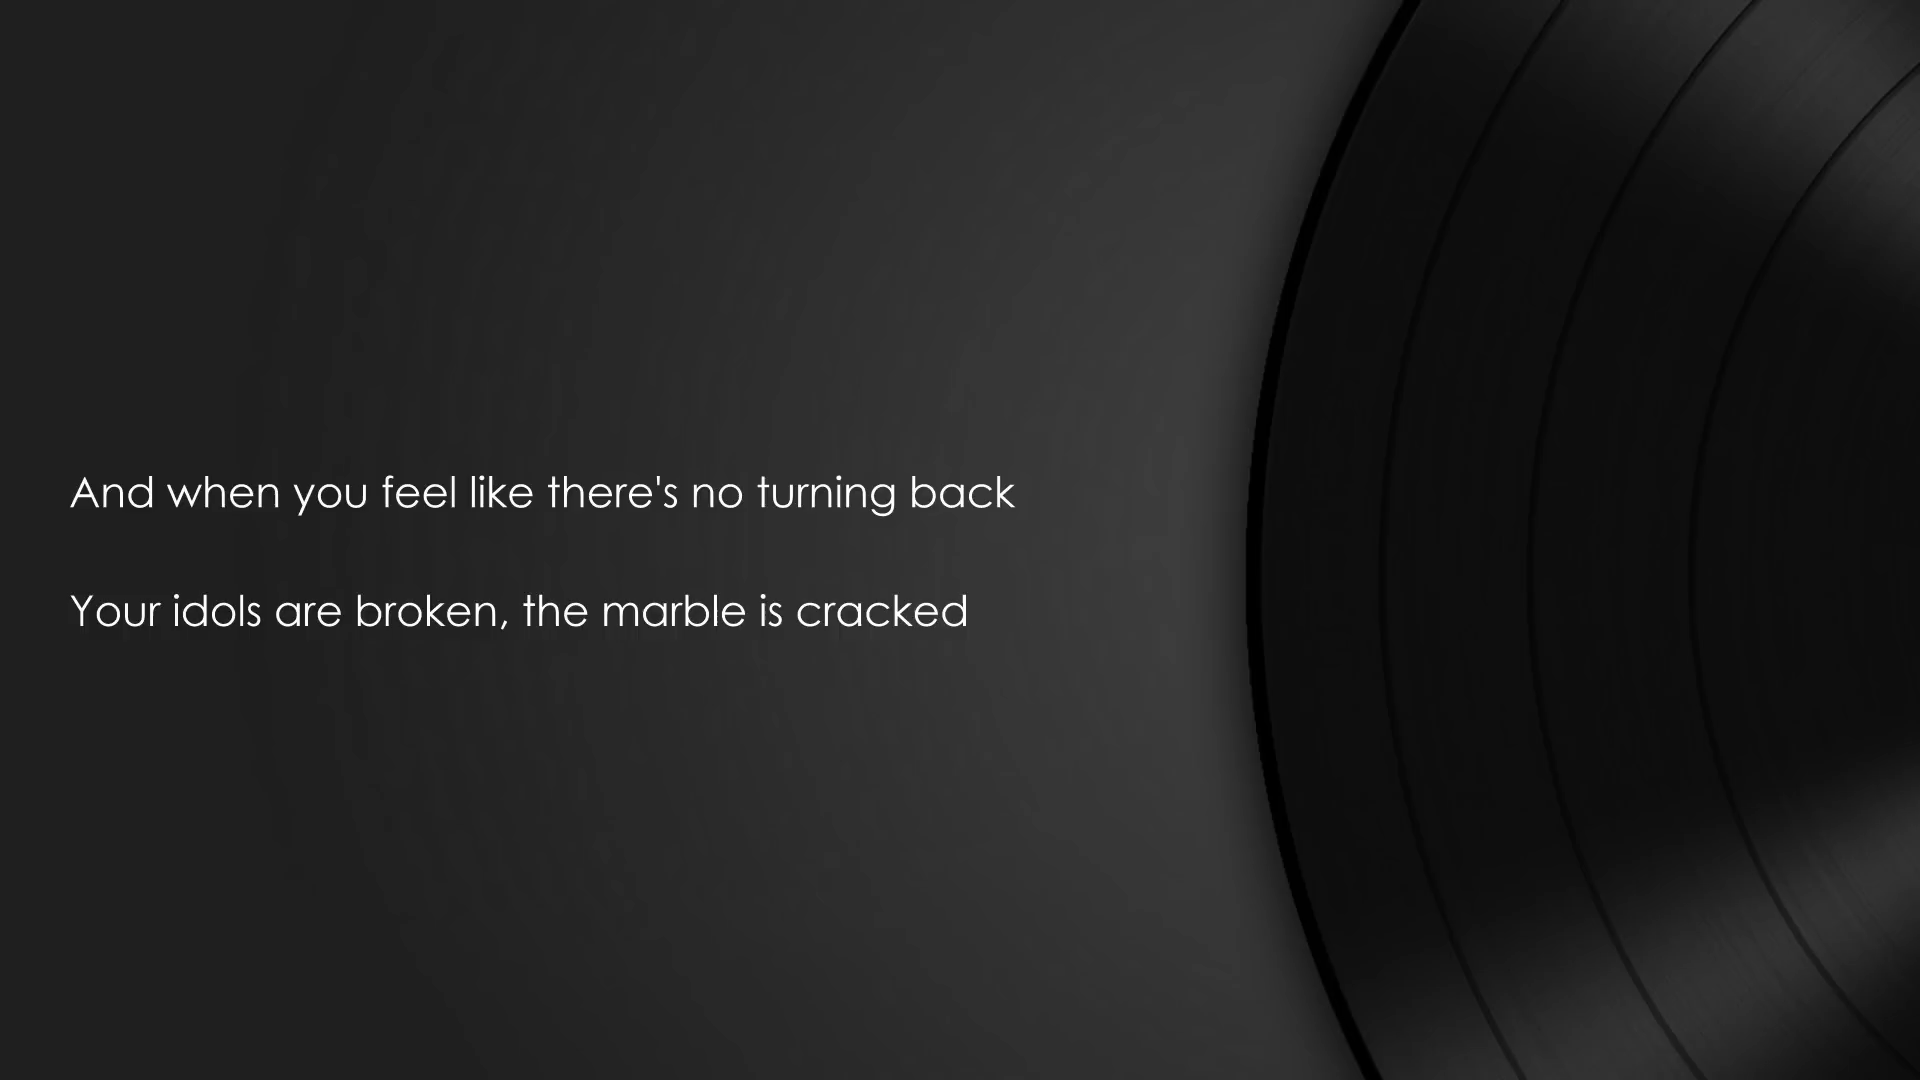 And when you feel like there's no turning back
Your idols are broken, the marble is cracked